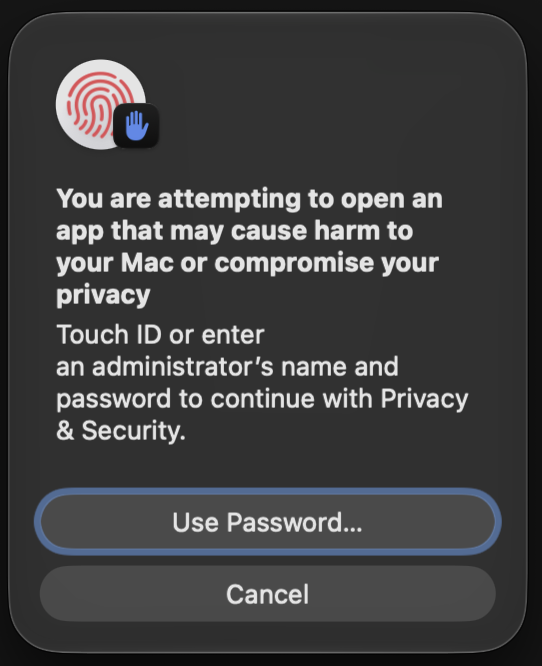 You are attempting to open an
app that may cause harm to
your Mac or compromise your
privacy
Touch ID or enter
an administrator’s name and
password to continue with Privacy
& Security.
Use Password...
Cancel